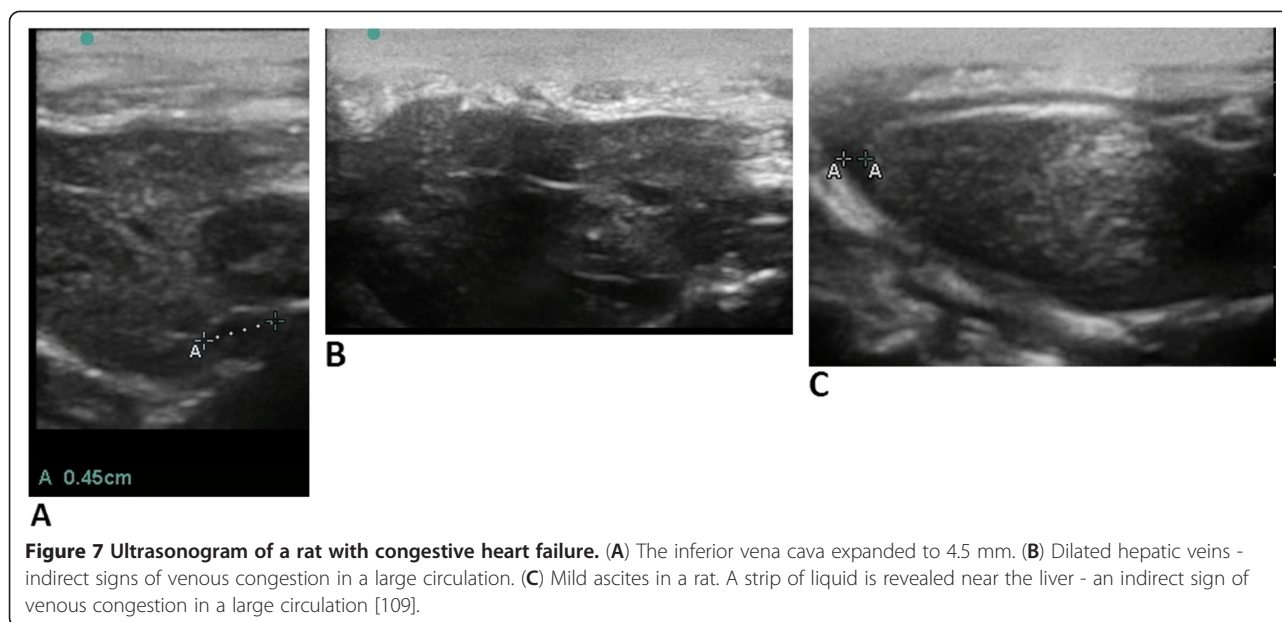 A
A 0.45cm
A
B
A A
C
Figure 7 Ultrasonogram of a rat with congestive heart failure. (A) The inferior vena cava expanded to 4.5 mm. (B) Dilated hepatic veins -
indirect signs of venous congestion in a large circulation. (C) Mild ascites in a rat. A strip of liquid is revealed near the liver - an indirect sign of
venous congestion in a large circulation [109].